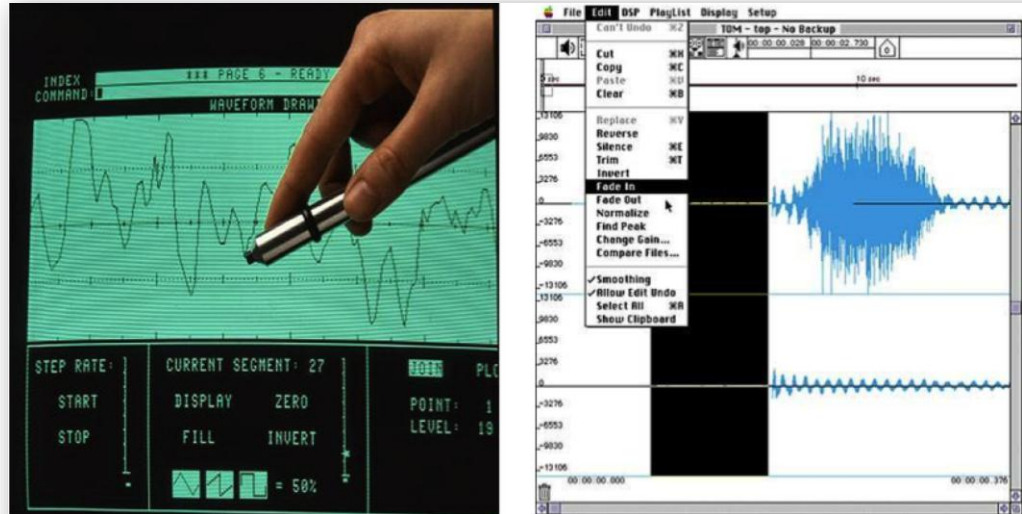 INDEX
COMMAND:
*** PAGE 6 - READY
WAVEFORM DRAW
STEP RATE:
START
STOP
CURRENT SEGMENT: 27
DISPLAY ZERO
FILL INVERT
= 50%
JOIN PLO
POINT: 1
LEVEL: 19
File Edit DSP PlayList Display Setup
TOM - top - No Backup
00:00:00.028 00:00:02.730
10 sec
Can't Undo ⌘Z
Cut ⌘X
Copy ⌘C
Paste ⌘V
Clear ⌘B
Replace ⌘Y
Reverse
Silence ⌘E
Trim ⌘T
Invert
Fade In
Fade Out
Normalize
Find Peak
Change Gain...
Compare Files...
✓Smoothing
✓Allow Edit Undo
Select All ⌘A
Show Clipboard
13106
9830
6553
3276
0
-3276
-6553
-9830
-13106
13106
9830
6553
3276
0
-3276
-6553
-9830
-13106
00:00:00.000 00:00:00.376